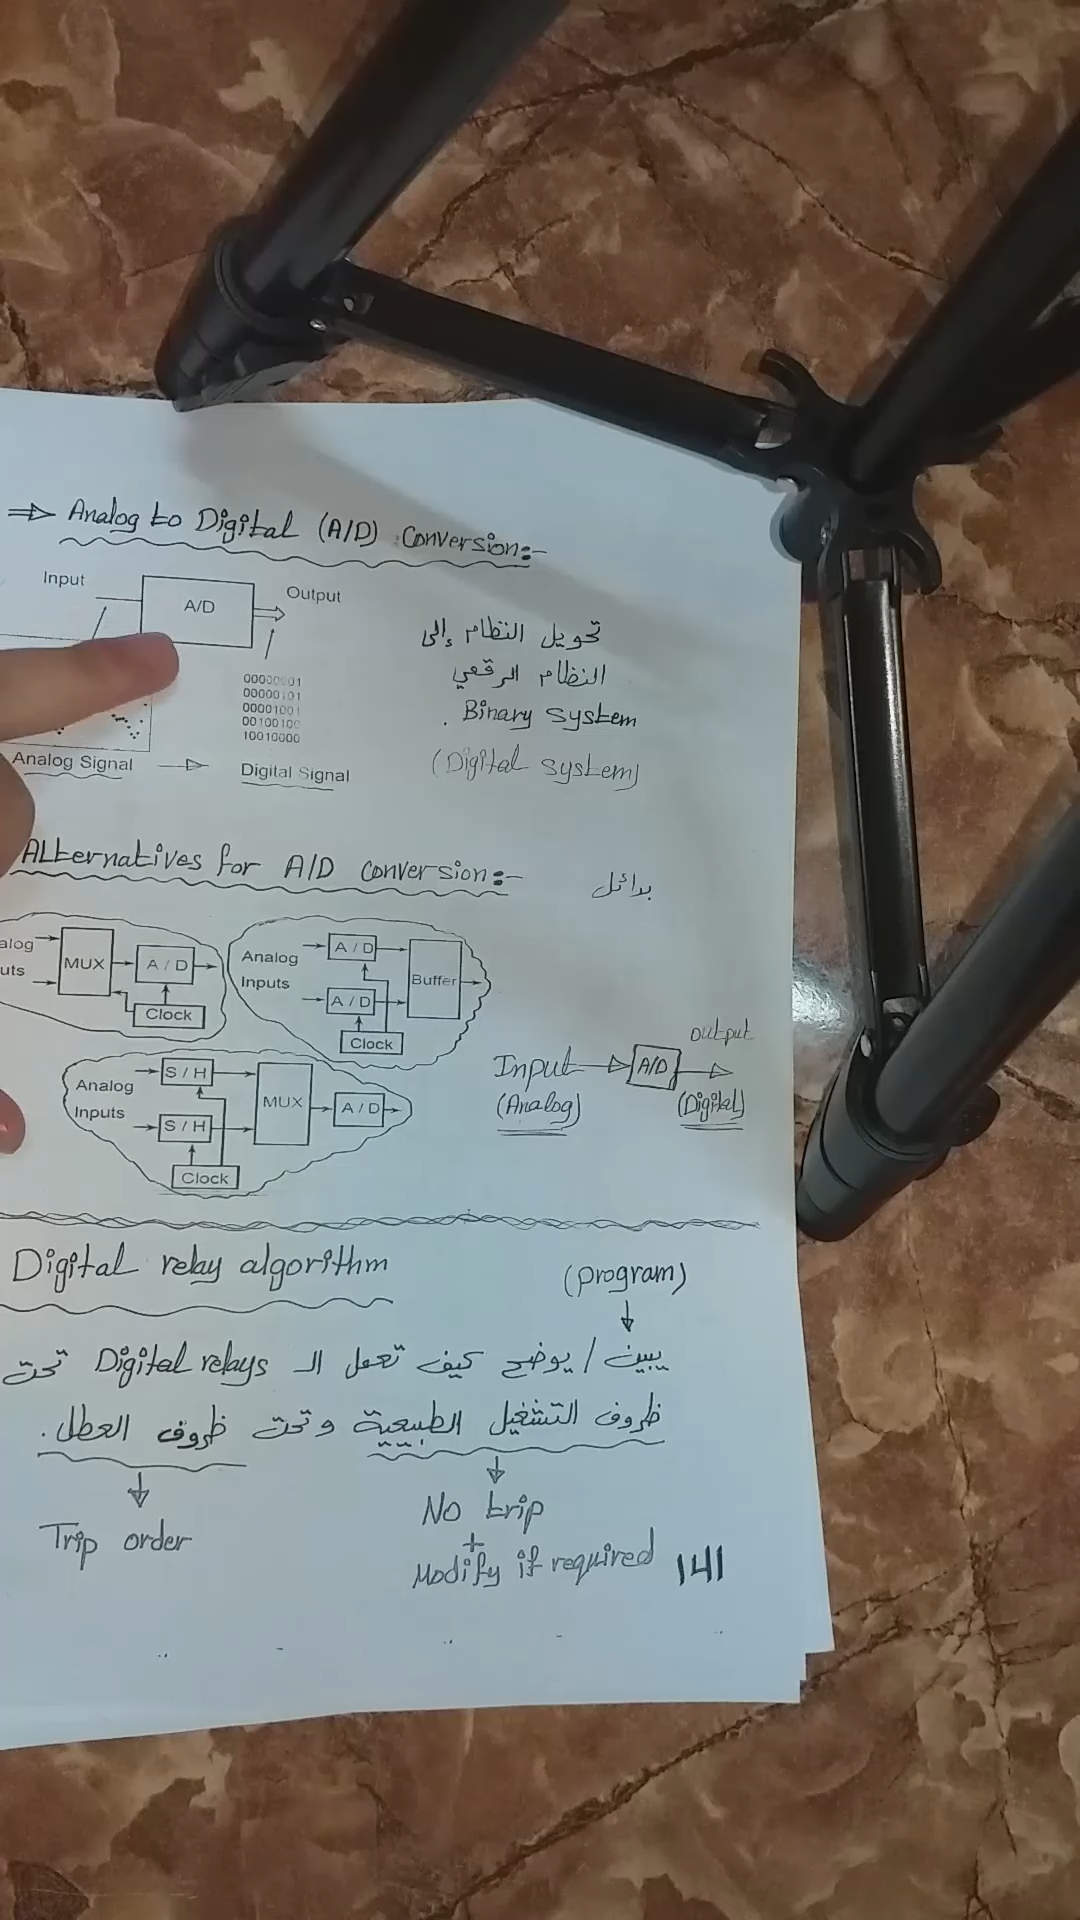 ⇒ Analog to Digital (A/D) Conversion:-
Input
A/D
Output
تحويل النظام إلى
النظام الرقمي
Binary system .
(Digital system)
00000001
00000101
00001001
00100100
10010000
Analog Signal
Digital Signal
Alternatives for A/D conversion:-
بدائل
alog
uts
MUX
A / D
Clock
Analog
Inputs
A / D
A / D
Buffer
Clock
Analog
Inputs
S / H
S / H
MUX
A / D
Clock
Input
(Analog)
A/D
output
(Digital)
Digital relay algorithm
(program)
يبين / يوضح كيف تعمل الـ Digital relays تحت
ظروف التشغيل الطبيعية وتحت ظروف العطل .
Trip order
No trip
+
Modify if required
141